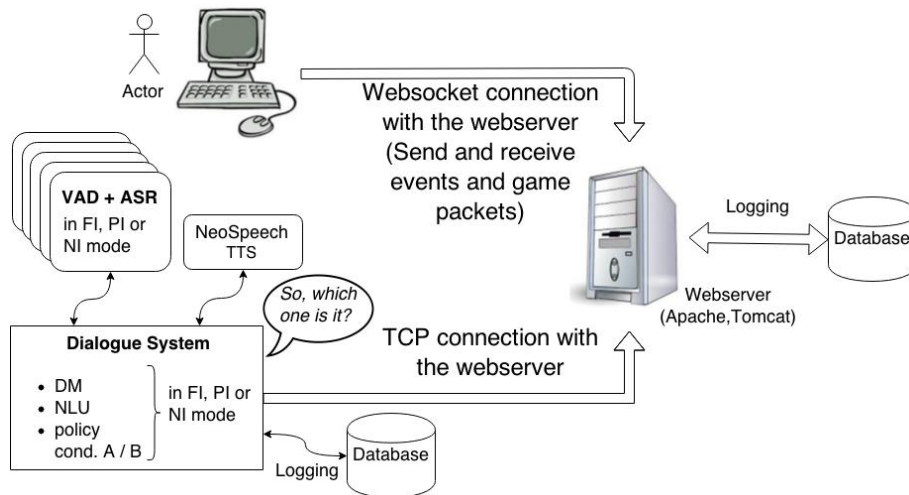 Actor
Websocket connection
with the webserver
(Send and receive
events and game
packets)
VAD + ASR
in FI, PI or
NI mode
NeoSpeech
TTS
Logging
Database
Webserver
(Apache,Tomcat)
So, which
one is it?
TCP connection with
the webserver
Dialogue System
• DM
• NLU
• policy
cond. A / B
in FI, PI or
NI mode
Logging
Database